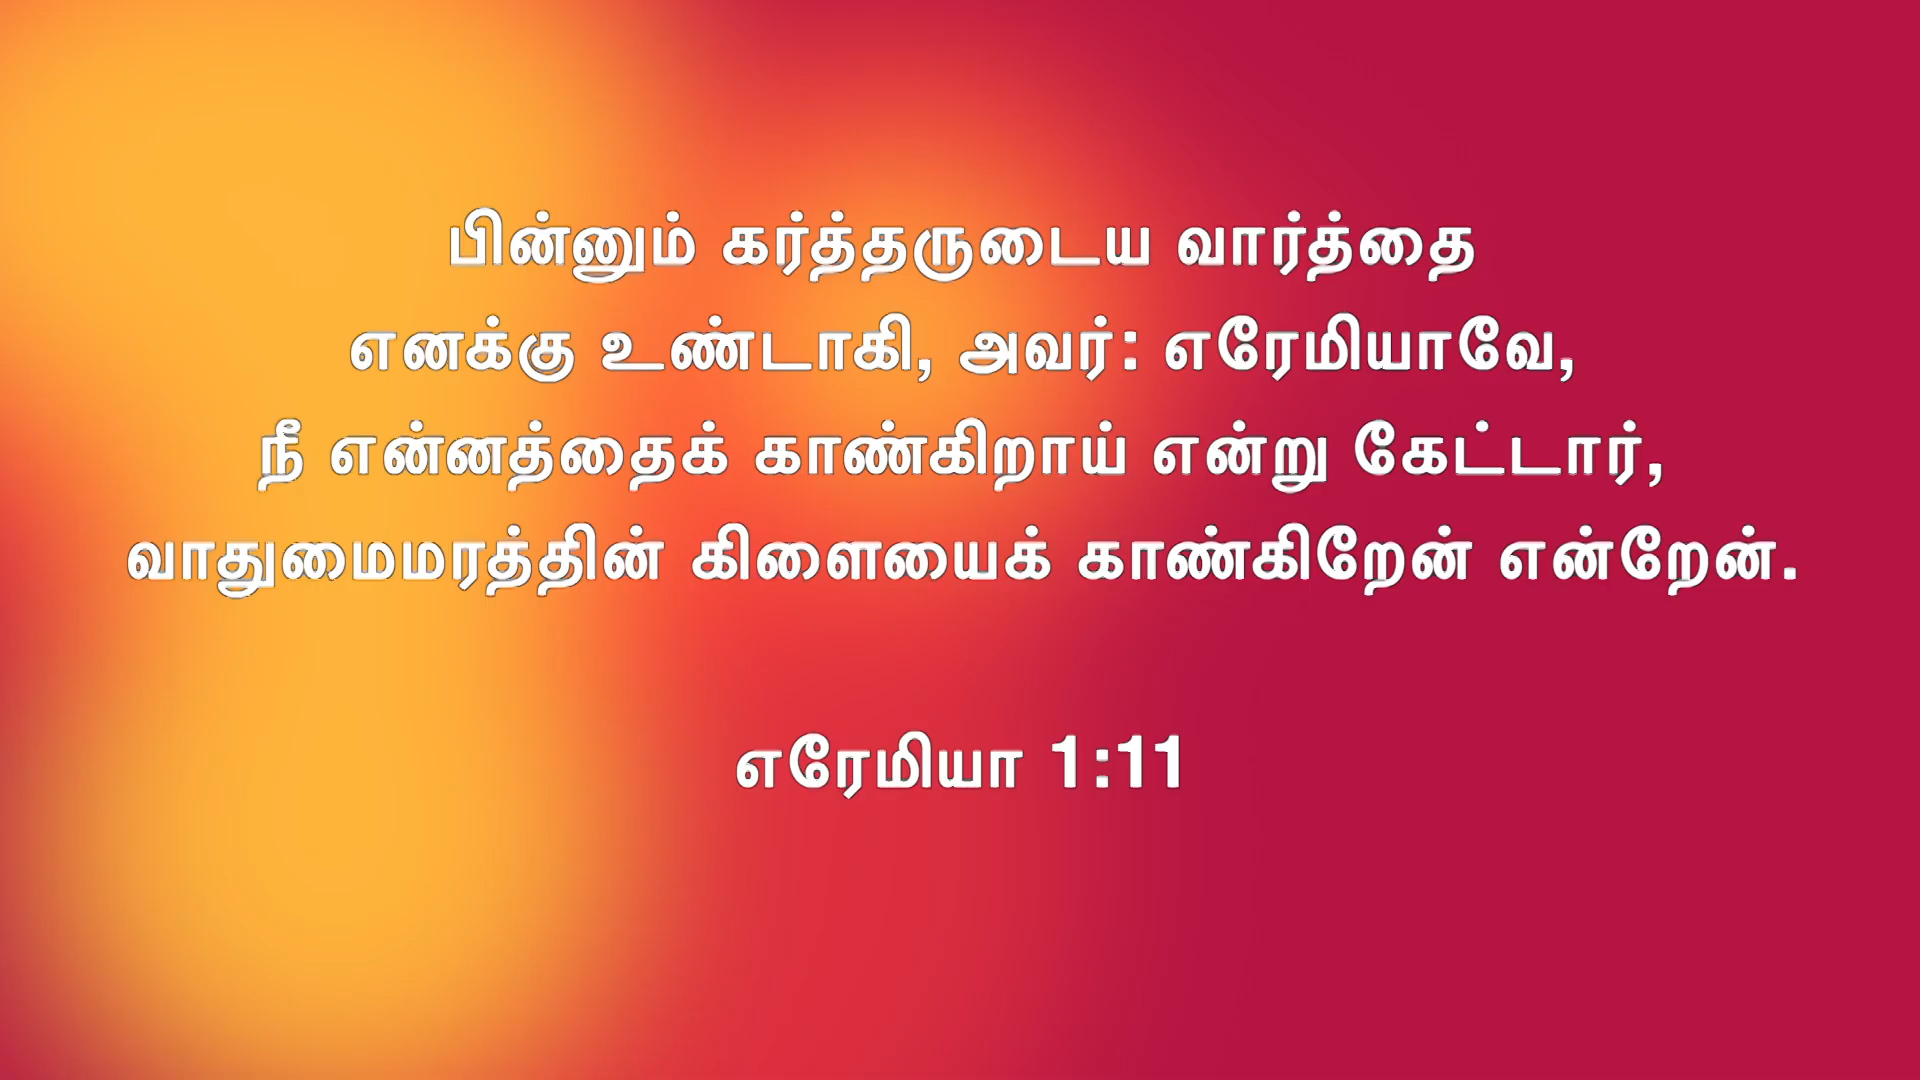 பின்னும் கர்த்தருடைய வார்த்தை
எனக்கு உண்டாகி, அவர்: எரேமியாவே,
நீ என்னத்தைக் காண்கிறாய் என்று கேட்டார்,
வாதுமைமரத்தின் கிளையைக் காண்கிறேன் என்றேன்.
எரேமியா 1:11